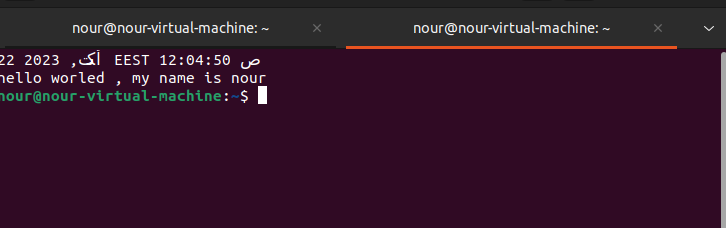 nour@nour-virtual-machine: ~ nour@nour-virtual-machine: ~
22 أكت, 2023 EEST 12:04:50 ص
hello worled , my name is nour
nour@nour-virtual-machine:~$